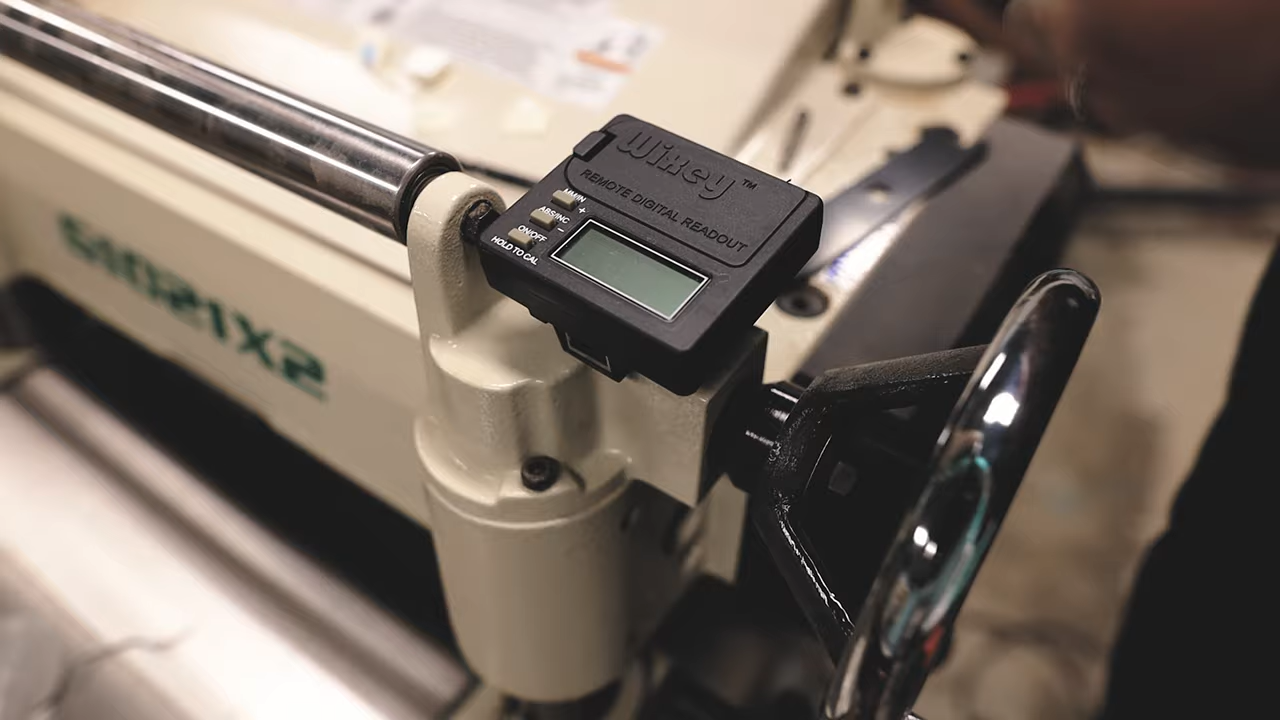 Wixey™
REMOTE DIGITAL READOUT
MM/IN
+
ABS/INC
−
ON/OFF
HOLD TO CAL